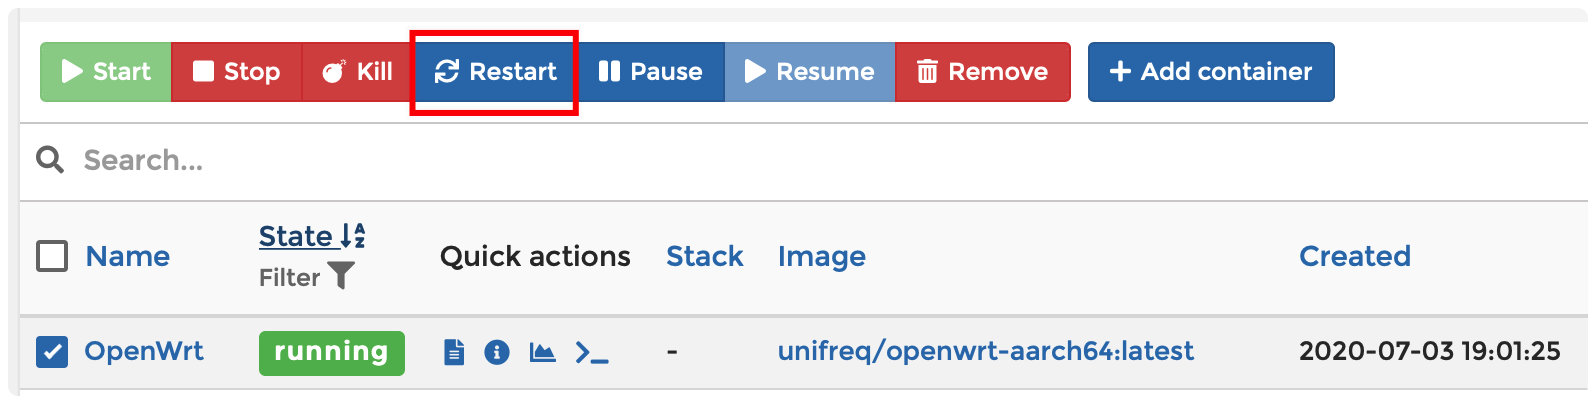 Start Stop Kill Restart Pause Resume Remove Add container
Search...
Name State Quick actions Stack Image Created
Filter
OpenWrt running - unifreq/openwrt-aarch64:latest 2020-07-03 19:01:25